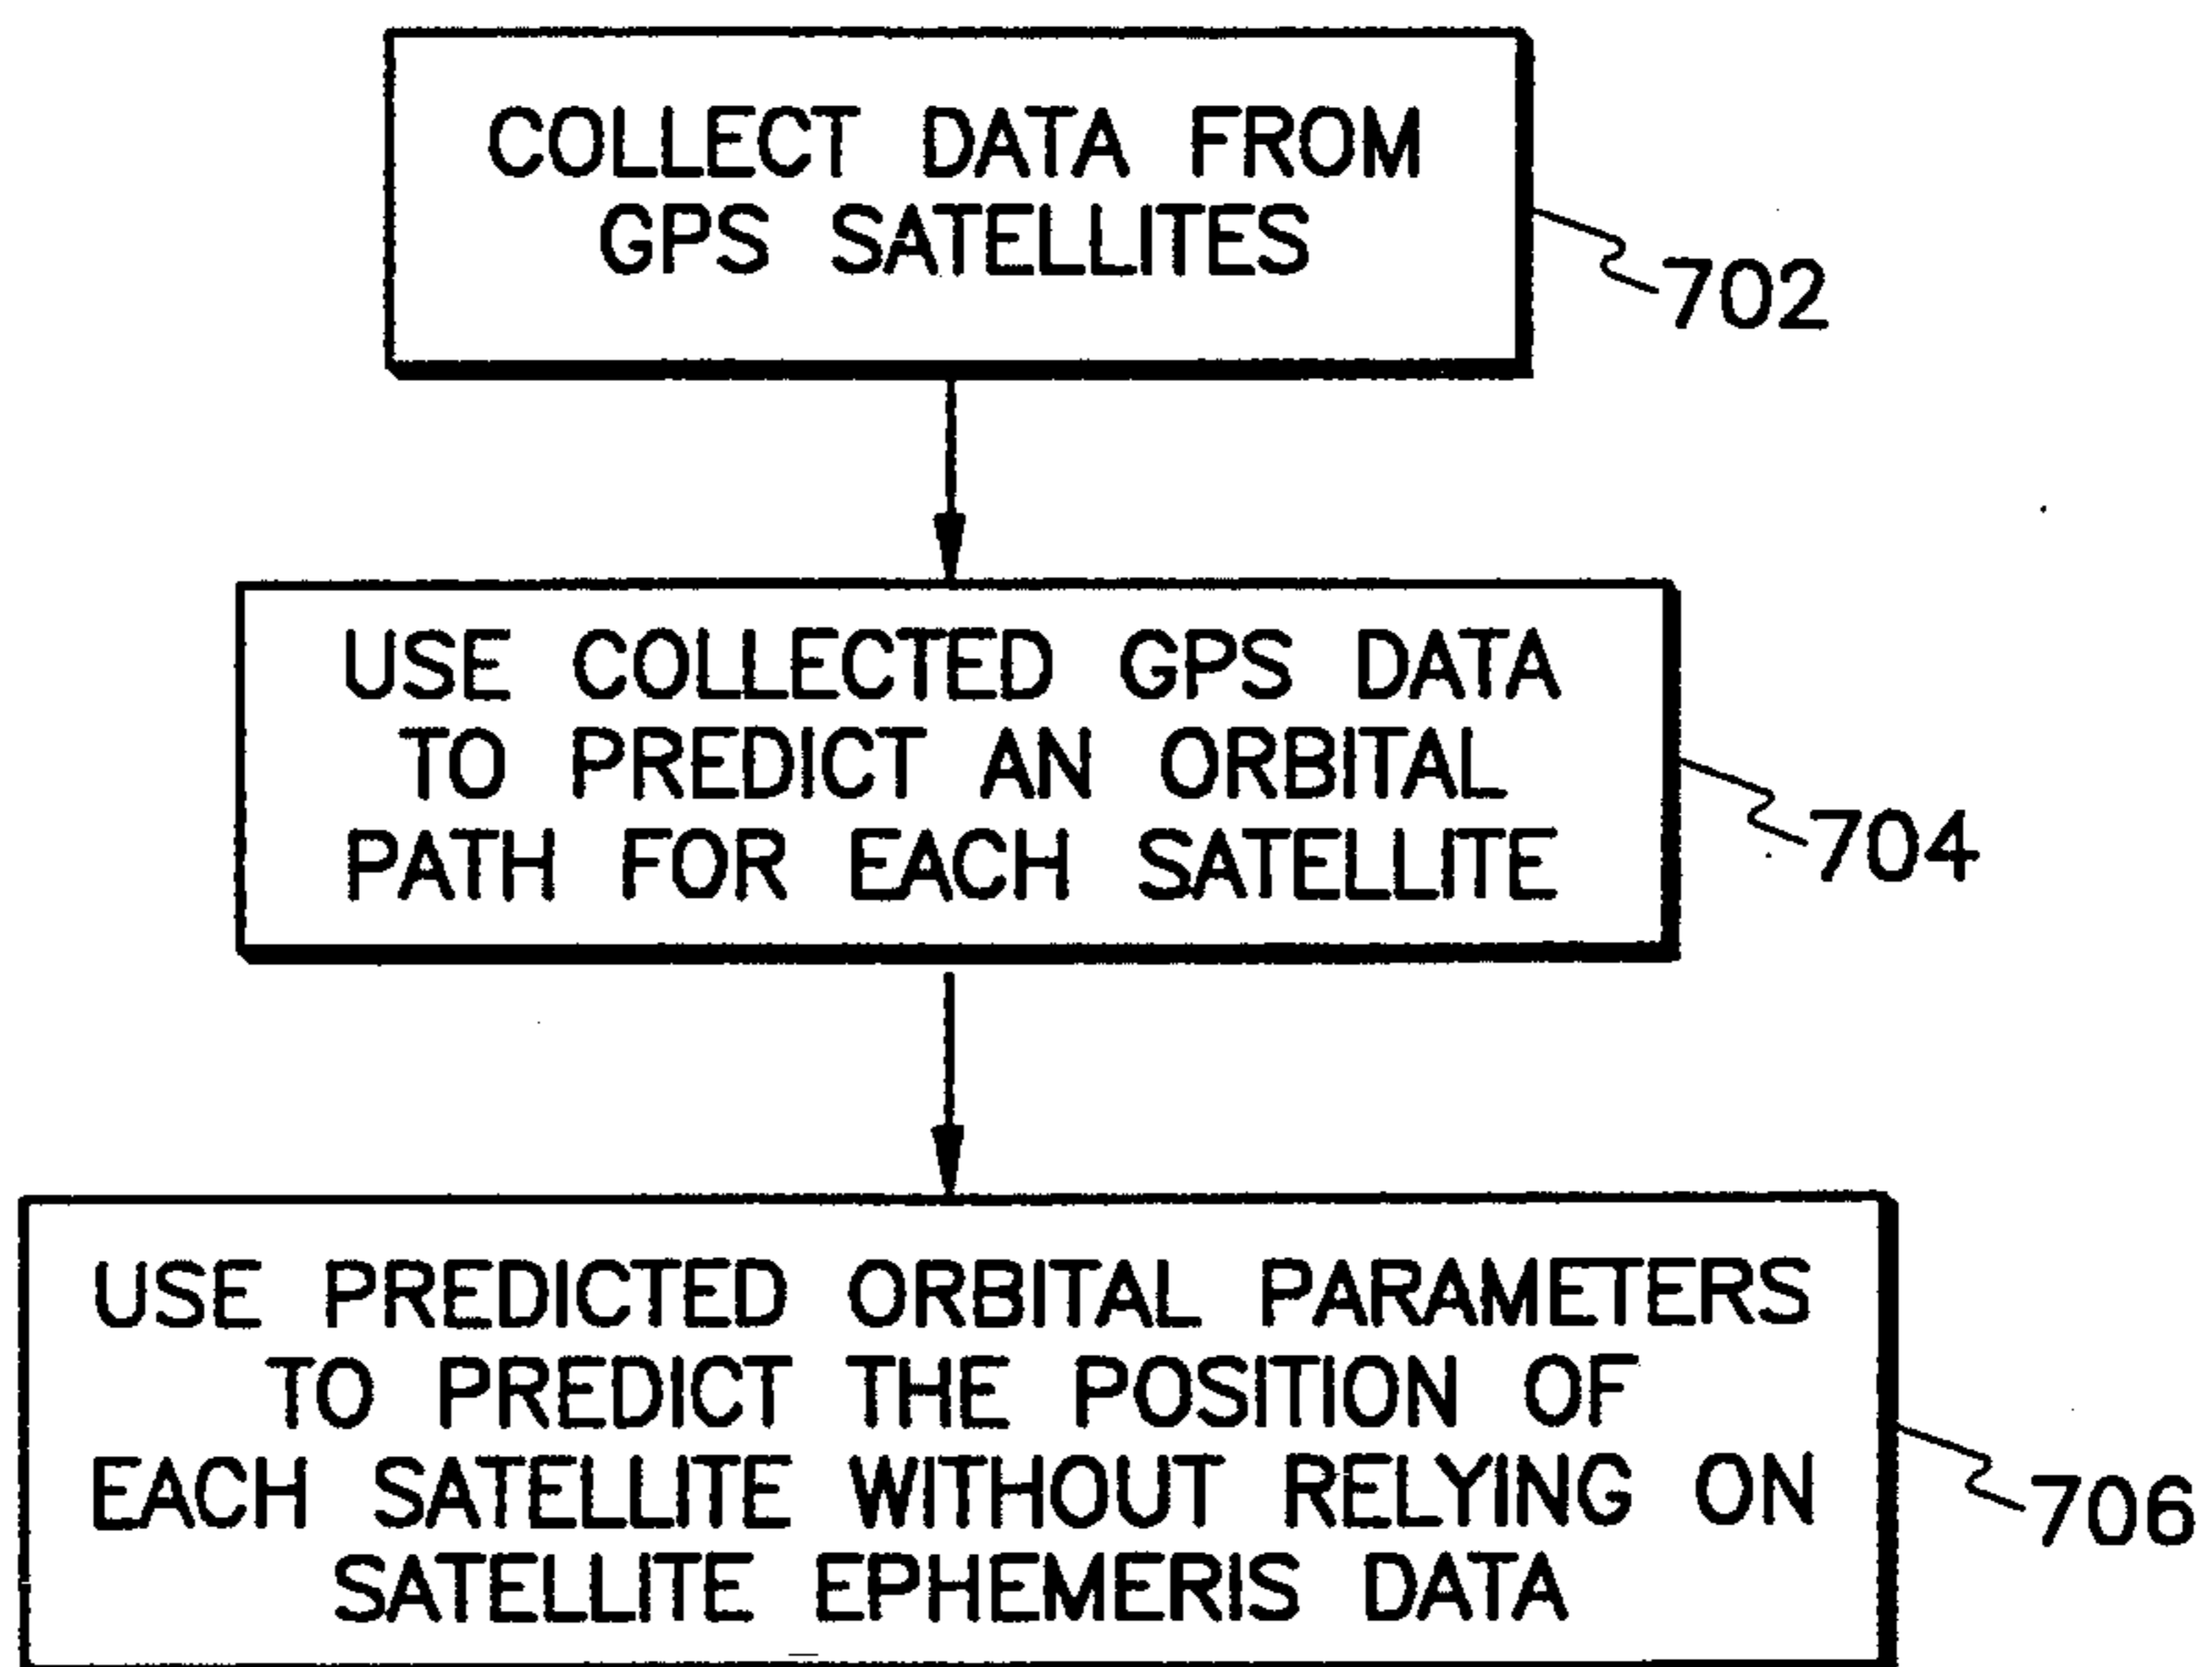 COLLECT DATA FROM
GPS SATELLITES
702
USE COLLECTED GPS DATA
TO PREDICT AN ORBITAL
PATH FOR EACH SATELLITE
704
USE PREDICTED ORBITAL PARAMETERS
TO PREDICT THE POSITION OF
EACH SATELLITE WITHOUT RELYING ON
SATELLITE EPHEMERIS DATA
706